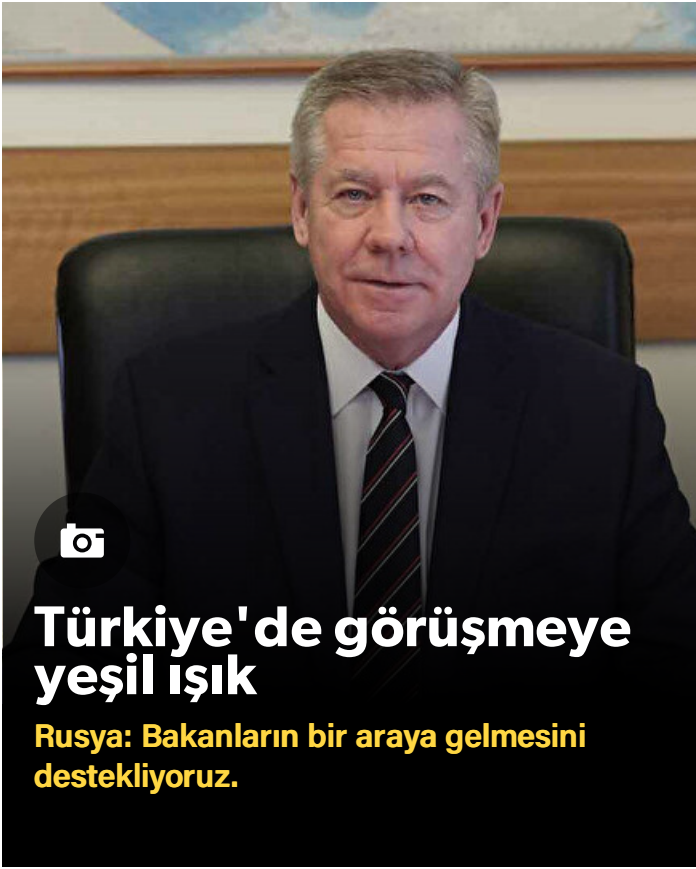 Türkiye'de görüşmeye
yeşil ışık
Rusya: Bakanların bir araya gelmesini
destekliyoruz.